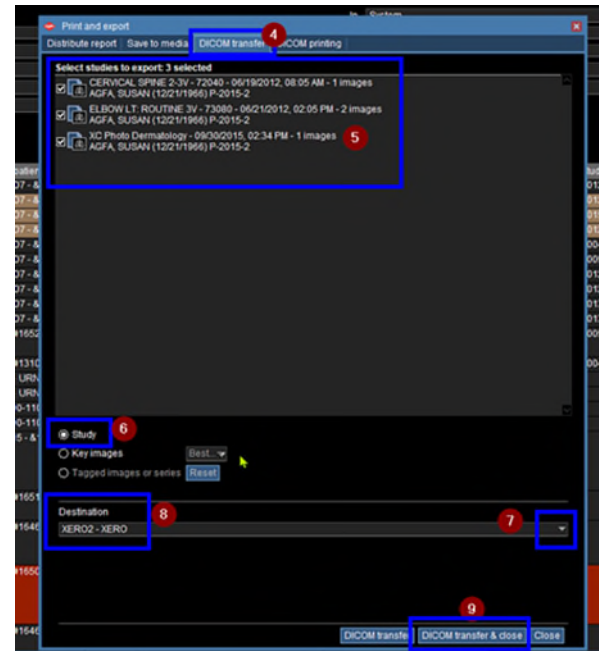 In System
Print and export
4
Distribute report Save to media DICOM transfer DICOM printing
Select studies to export: 3 selected
CERVICAL SPINE 2-3V - 72040 - 06/19/2012, 08:05 AM - 1 images
AGFA, SUSAN (12/21/1966) P-2015-2
ELBOW LT: ROUTINE 3V - 73080 - 06/21/2012, 02:05 PM - 2 images
AGFA, SUSAN (12/21/1966) P-2015-2
XC Photo Dermatology - 09/30/2015, 02:34 PM - 1 images
5
AGFA, SUSAN (12/21/1966) P-2015-2
Study
6
Key images Best...
Tagged images or series Reset
Destination
8
7
XERO2 - XERO
9
DICOM transfer DICOM transfer & close Close